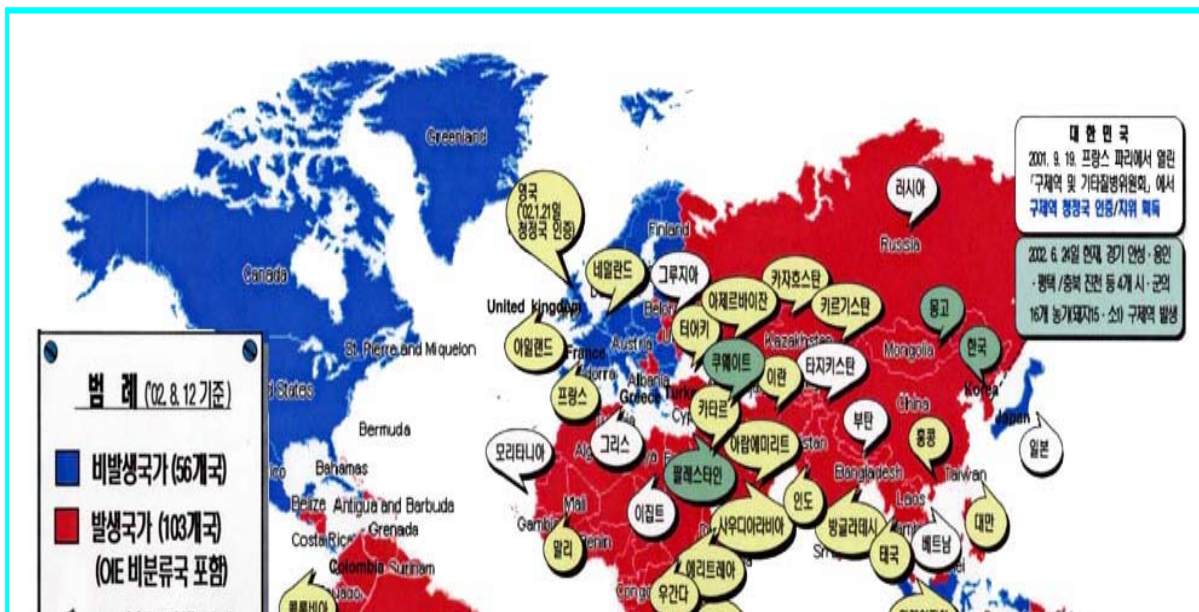 Greenland
대 한 민 국
2001. 9. 19. 프랑스 파리에서 열린
「구제역 및 기타질병위원회」에서
구제역 청정국 인증/지위 획득
2002. 6. 24일 현재, 경기 안성·용인
·평택/충북 진천 등 4개 시·군의
16개 농가(돼지15·소1) 구제역 발생
영국
('02.1.21일
청정국 인증)
러시아
Russia
Finland
Canada
네덜란드
그루지아
카자흐스탄
아제르바이잔
키르기스탄
United kingdom
몽고
터어키
Kazakhstan
Mongolia
한국
St. Pierre and Miquelon
아일랜드
France
Austria
쿠웨이트
이란
타지키스탄
Korea
Albania
Greece
프랑스
카타르
China
Japan
범 례 ('02. 8. 12 기준)
Bermuda
모리타니아
그리스
부탄
홍콩
일본
아랍에미리트
비발생국가 (56개국)
Bahamas
팔레스타인
Bangladesh
Taiwan
Belize
Antigua and Barbuda
Mali
이집트
인도
Laos
발생국가 (103개국)
Grenada
사우디아라비아
방글라데시
대만
(OIE 비분류국 포함)
Costa Rica
말리
Benin
태국
베트남
Colombia
Surinam
에리트레아
우간다
콜롬비아